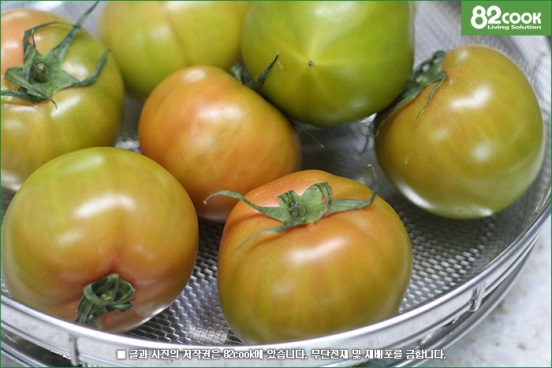 82COOK
Living Solution
■ 글과 사진의 저작권은 82cook에 있습니다. 무단전재 및 재배포를 금합니다.